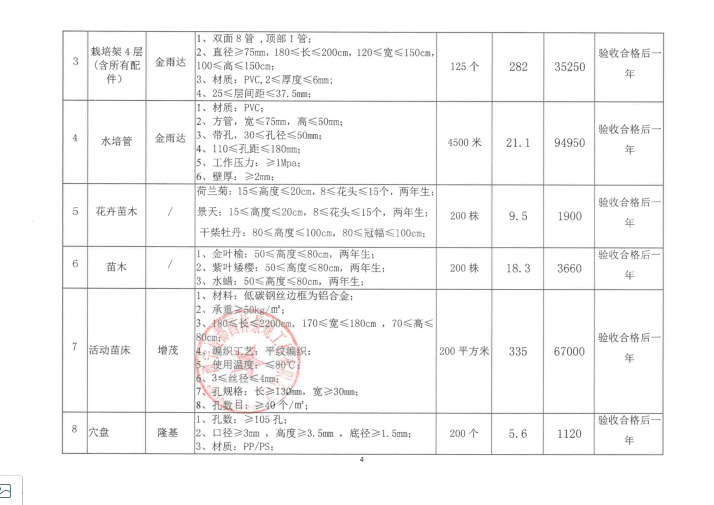 3
栽培架 4 层
(含所有配
件)
金雨达
1、双面 8 管 ,顶部 1 管;
2、直径≥75mm, 180≤长≤200cm, 120≤宽≤150cm,
100≤高≤150cm;
3、材质: PVC, 2≤厚度≤6mm;
4、25≤层间距≤37.5mm;
125 个
282
35250
验收合格后一
年
4
水培管
金雨达
1、材质: PVC;
2、方管, 宽≤75mm, 高≤50mm;
3、带孔, 30≤孔径≤50mm;
4、110≤孔距≤180mm;
5、工作压力: ≥1Mpa;
6、壁厚: ≥2mm;
4500 米
21.1
94950
验收合格后一
年
5
花卉苗木
/
荷兰菊: 15≤高度≤20cm, 8≤花头≤15个, 两年生;
景天: 15≤高度≤20cm, 8≤花头≤15个, 两年生;
干柴牡丹: 80≤高度≤100cm, 80≤冠幅≤100cm;
200 株
9.5
1900
验收合格后一
年
6
苗木
/
1、金叶榆: 50≤高度≤80cm, 两年生;
2、紫叶矮樱: 50≤高度≤80cm, 两年生;
3、水蜡: 50≤高度≤80cm, 两年生;
200 株
18.3
3660
验收合格后一
年
7
活动苗床
增茂
1、材料: 低碳钢丝边框为铝合金;
2、承重≥50kg/㎡;
3、180≤长≤2200cm, 170≤宽≤180cm , 70≤高≤
80cm;
4、编织工艺: 平纹编织;
5、使用温度: ≤80℃;
6、3≤丝径≤4mm;
7、孔规格: 长≥130mm, 宽≥30mm;
8、孔数目: ≥40 个/㎡;
200 平方米
335
67000
验收合格后一
年
8
穴盘
隆基
1、孔数: ≥105 孔;
2、口径≥3mm , 高度≥3.5mm , 底径≥1.5mm;
3、材质: PP/PS;
200 个
5.6
1120
验收合格后一
年
4